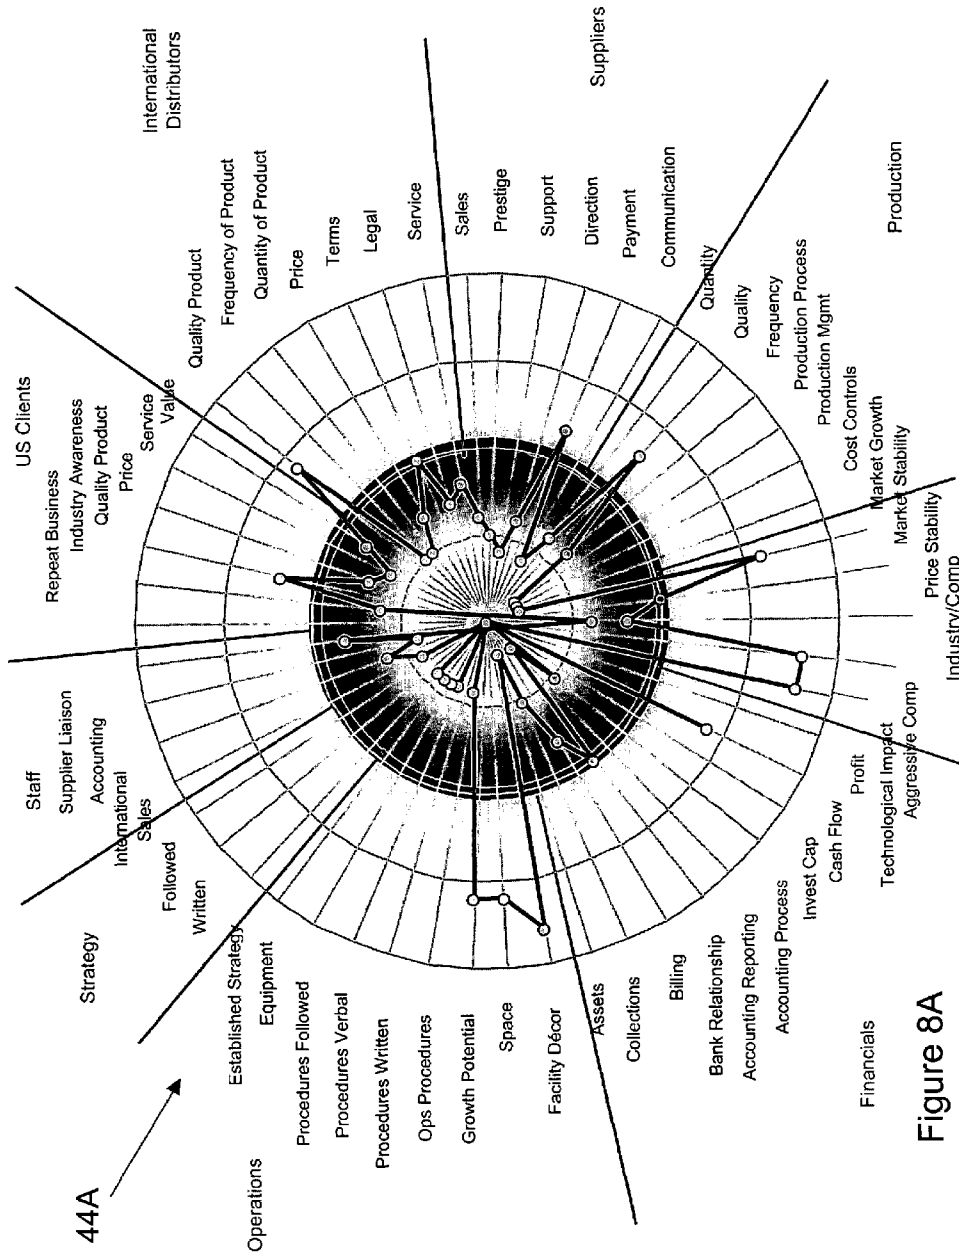 US Clients
Repeat Business
Industry Awareness
Quality Product
Price
Service
Value
International
Distributors
Quality Product
Frequency of Product
Quantity of Product
Price
Terms
Legal
Service
Sales
Prestige
Support
Direction
Payment
Communication
Suppliers
Quantity
Quality
Frequency
Production Process
Production Mgmt
Cost Controls
Production
Market Growth
Market Stability
Price Stability
Industry/Comp
Aggressive Comp
Technological Impact
Profit
Cash Flow
Invest Cap
Accounting Process
Accounting Reporting
Bank Relationship
Billing
Collections
Assets
Financials
Facility Décor
Space
Growth Potential
Ops Procedures
Procedures Written
Procedures Verbal
Procedures Followed
Equipment
Operations
Established Strategy
Written
Followed
Strategy
International
Sales
Accounting
Supplier Liaison
Staff
44A
Figure 8A